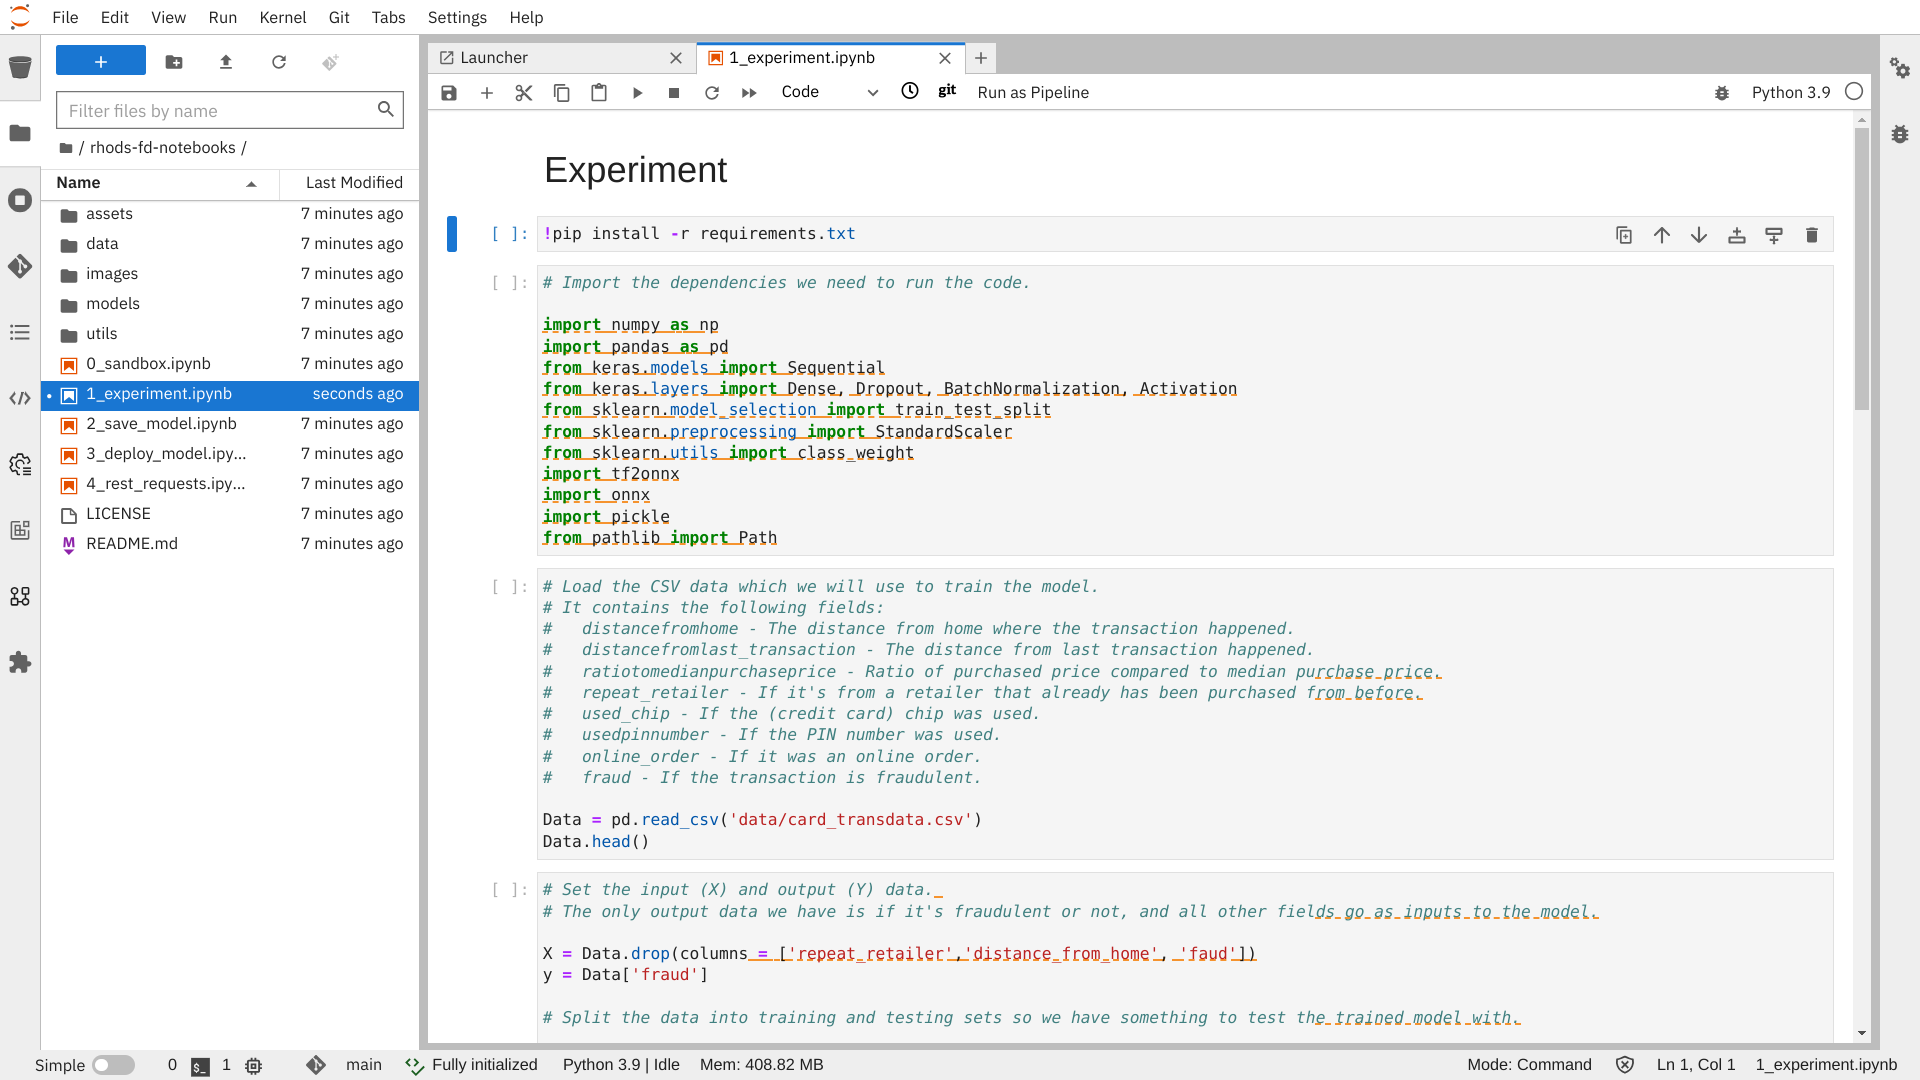 File Edit View Run Kernel Git Tabs Settings Help
Filter files by name
/ rhods-fd-notebooks /
Name Last Modified
assets 7 minutes ago
data 7 minutes ago
images 7 minutes ago
models 7 minutes ago
utils 7 minutes ago
0_sandbox.ipynb 7 minutes ago
1_experiment.ipynb seconds ago
2_save_model.ipynb 7 minutes ago
3_deploy_model.ipy... 7 minutes ago
4_rest_requests.ipy... 7 minutes ago
LICENSE 7 minutes ago
README.md 7 minutes ago
Launcher 1_experiment.ipynb
Code git Run as Pipeline Python 3.9
Experiment
[ ]: !pip install -r requirements.txt
[ ]: # Import the dependencies we need to run the code.
import numpy as np
import pandas as pd
from keras.models import Sequential
from keras.layers import Dense, Dropout, BatchNormalization, Activation
from sklearn.model_selection import train_test_split
from sklearn.preprocessing import StandardScaler
from sklearn.utils import class_weight
import tf2onnx
import onnx
import pickle
from pathlib import Path
[ ]: # Load the CSV data which we will use to train the model.
# It contains the following fields:
#   distancefromhome - The distance from home where the transaction happened.
#   distancefromlast_transaction - The distance from last transaction happened.
#   ratiotomedianpurchaseprice - Ratio of purchased price compared to median purchase price.
#   repeat_retailer - If it's from a retailer that already has been purchased from before.
#   used_chip - If the (credit card) chip was used.
#   usedpinnumber - If the PIN number was used.
#   online_order - If it was an online order.
#   fraud - If the transaction is fraudulent.
Data = pd.read_csv('data/card_transdata.csv')
Data.head()
[ ]: # Set the input (X) and output (Y) data.
# The only output data we have is if it's fraudulent or not, and all other fields go as inputs to the model.
X = Data.drop(columns = ['repeat_retailer','distance_from_home', 'faud'])
y = Data['fraud']
# Split the data into training and testing sets so we have something to test the trained model with.
Simple 0 $_ 1 main Fully initialized Python 3.9 | Idle Mem: 408.82 MB Mode: Command Ln 1, Col 1 1_experiment.ipynb